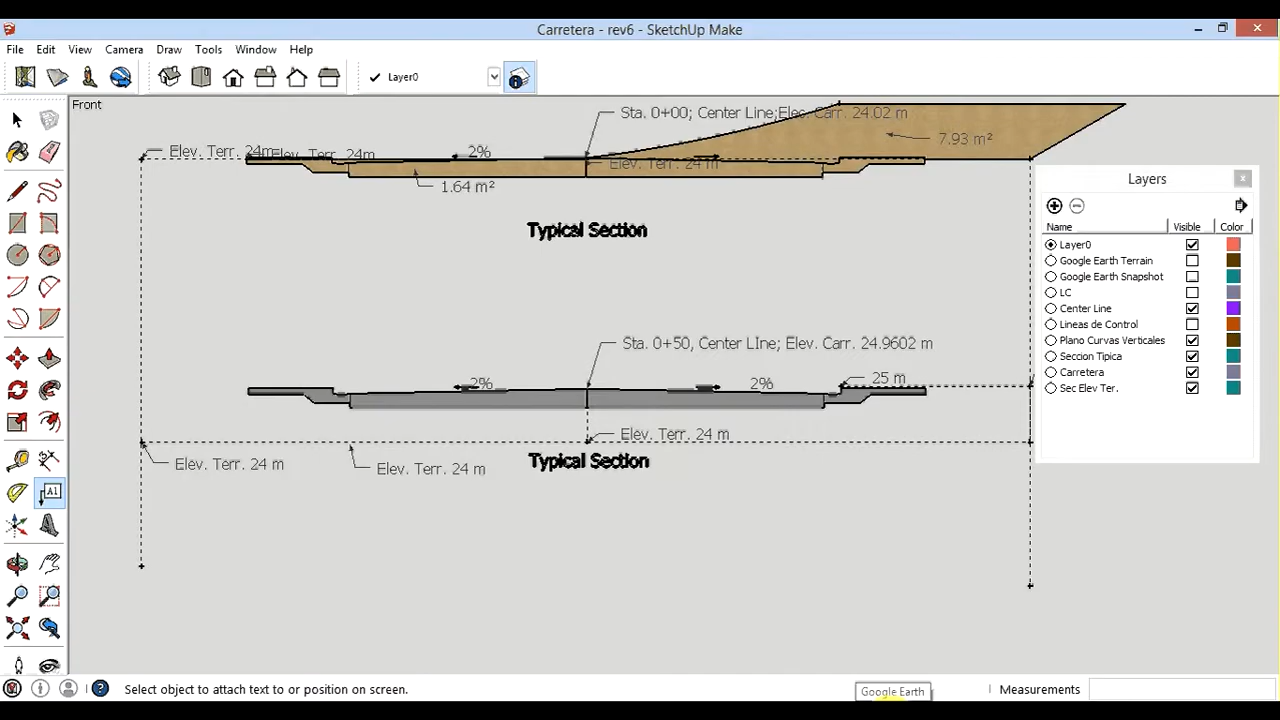 Carretera - rev6 - SketchUp Make
File Edit View Camera Draw Tools Window Help
Layer0
Front
Sta. 0+00; Center Line;Elec. Carr. 24.02 m
7.93 m²
Elev. Terr. 24m
Elev. Terr. 24m
2%
Elev. Terr. 24 m
1.64 m²
Typical Section
Sta. 0+50, Center LIne; Elev. Carr. 24.9602 m
2%
2%
25 m
Elev. Terr. 24 m
Elev. Terr. 24 m
Elev. Terr. 24 m
Typical Section
Layers
Name Visible Color
Layer0
Google Earth Terrain
Google Earth Snapshot
LC
Center Line
Lineas de Control
Plano Curvas Verticales
Seccion Tipica
Carretera
Sec Elev Ter.
A1
Select object to attach text to or position on screen.
Google Earth
Measurements